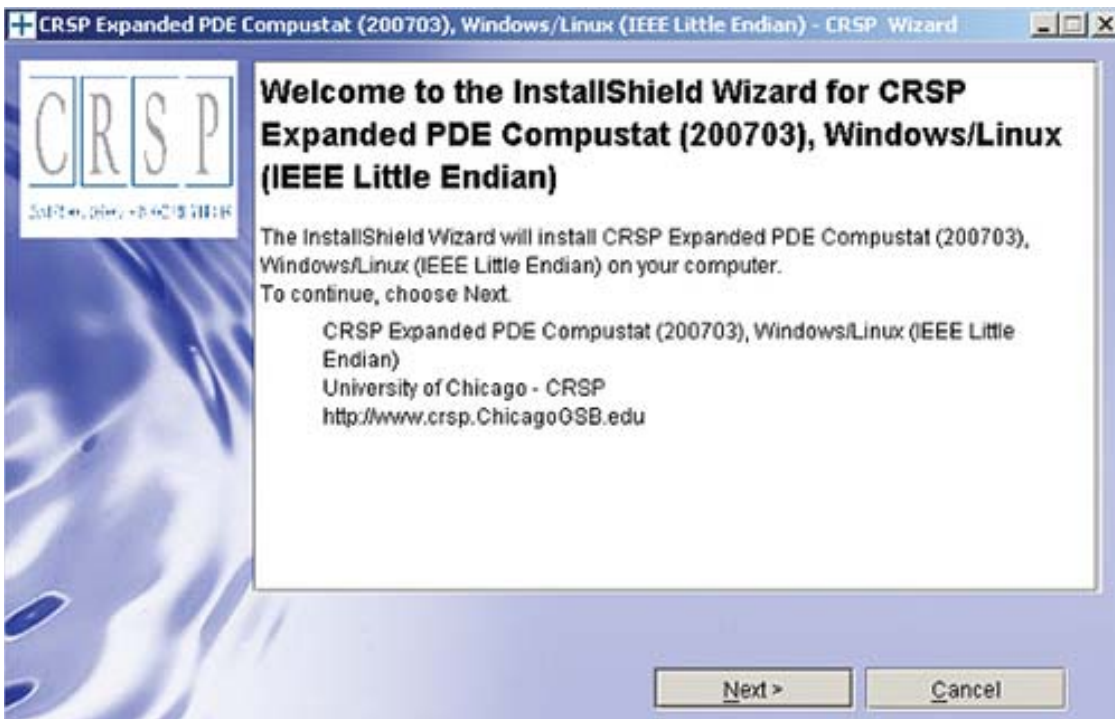 CRSP Expanded PDE Compustat (200703), Windows/Linux (IEEE Little Endian) - CRSP Wizard
CRSP
Welcome to the InstallShield Wizard for CRSP
Expanded PDE Compustat (200703), Windows/Linux
(IEEE Little Endian)
The InstallShield Wizard will install CRSP Expanded PDE Compustat (200703),
Windows/Linux (IEEE Little Endian) on your computer.
To continue, choose Next.
CRSP Expanded PDE Compustat (200703), Windows/Linux (IEEE Little
Endian)
University of Chicago - CRSP
http://www.crsp.ChicagoGSB.edu
Next >
Cancel